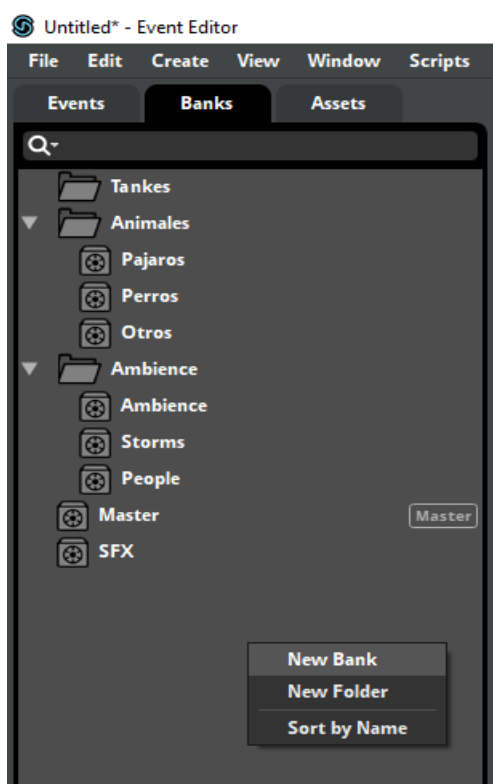 Untitled* - Event Editor
File Edit Create View Window Scripts
Events Banks Assets
Tankes
Animales
Pajaros
Perros
Otros
Ambience
Ambience
Storms
People
Master Master
SFX
New Bank
New Folder
Sort by Name